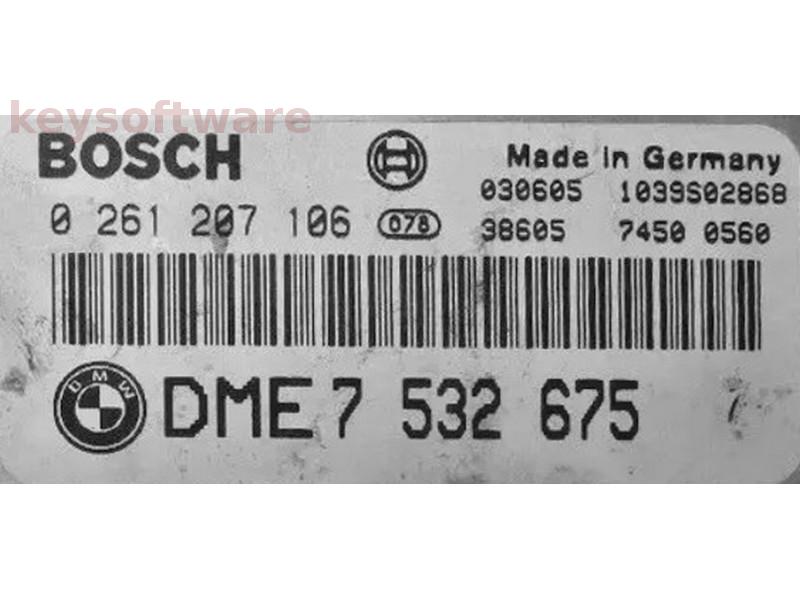 keysoftware
BOSCH
Made in Germany
030605 1039S02868
0 261 207 106 078
38605 7450 0560
BMW
DME 7 532 675